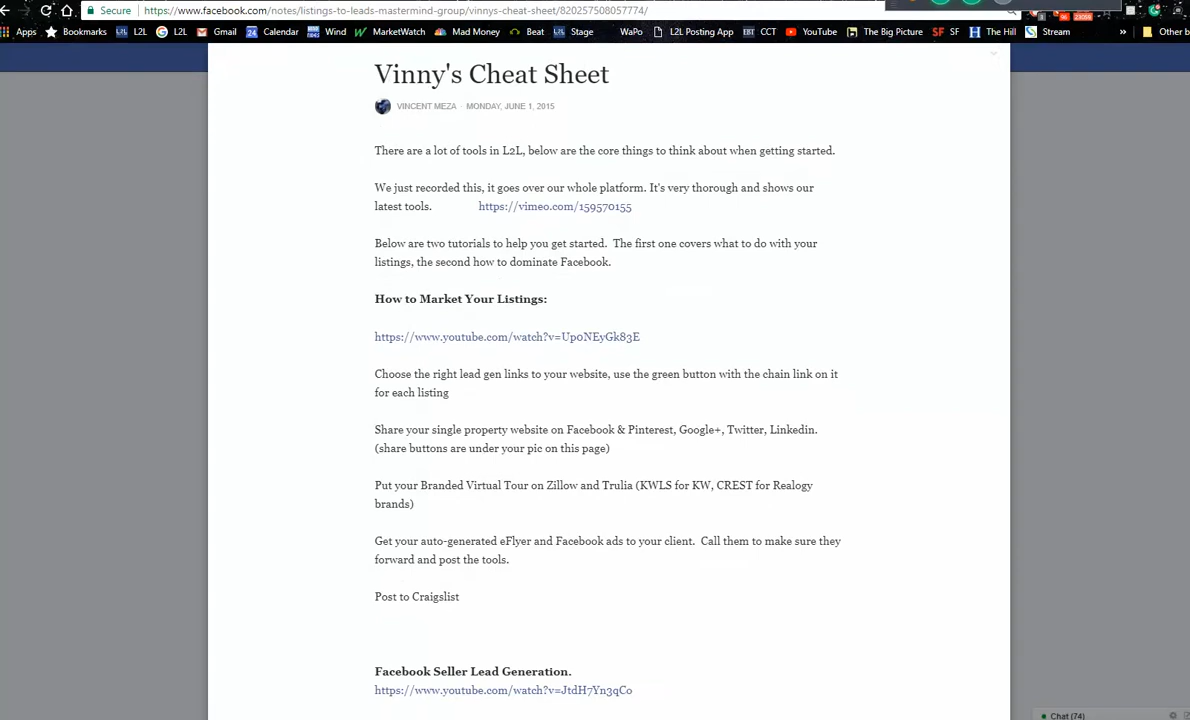 Secure https://www.facebook.com/notes/listings-to-leads-mastermind-group/vinnys-cheat-sheet/820257508057774/
Apps Bookmarks L2L L2L Gmail 24 Calendar Wind MarketWatch Mad Money Beat L2L Stage WaPo L2L Posting App EBT CCT YouTube The Big Picture SF SF H The Hill Stream » Other b
Vinny's Cheat Sheet
VINCENT MEZA · MONDAY, JUNE 1, 2015
There are a lot of tools in L2L, below are the core things to think about when getting started.
We just recorded this, it goes over our whole platform. It's very thorough and shows our
latest tools. https://vimeo.com/159570155
Below are two tutorials to help you get started. The first one covers what to do with your
listings, the second how to dominate Facebook.
How to Market Your Listings:
https://www.youtube.com/watch?v=Up0NEyGk83E
Choose the right lead gen links to your website, use the green button with the chain link on it
for each listing
Share your single property website on Facebook & Pinterest, Google+, Twitter, Linkedin.
(share buttons are under your pic on this page)
Put your Branded Virtual Tour on Zillow and Trulia (KWLS for KW, CREST for Realogy
brands)
Get your auto-generated eFlyer and Facebook ads to your client. Call them to make sure they
forward and post the tools.
Post to Craigslist
Facebook Seller Lead Generation.
https://www.youtube.com/watch?v=JtdH7Yn3qCo
Chat (74)